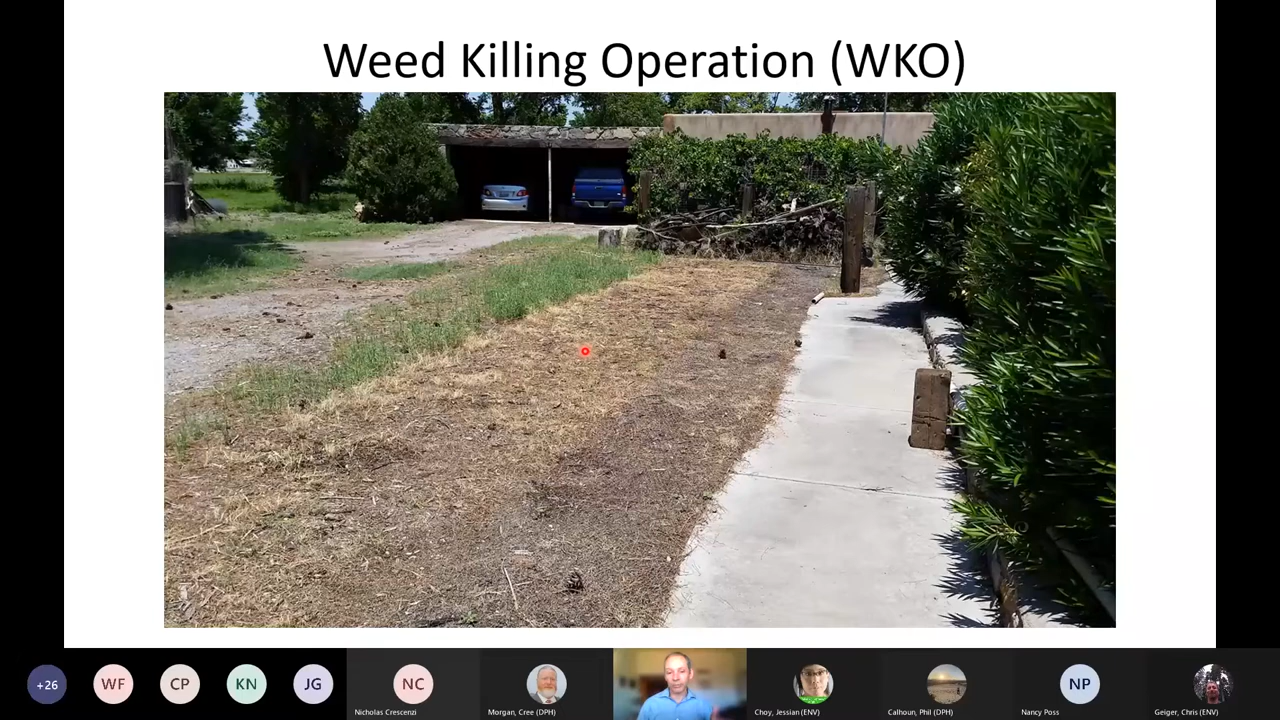 Weed Killing Operation (WKO)
+26
WF
CP
KN
JG
NC
NP
Nicholas Crescenzi
Morgan, Cree (DPH)
Choy, Jessian (ENV)
Calhoun, Phil (DPH)
Nancy Poss
Geiger, Chris (ENV)